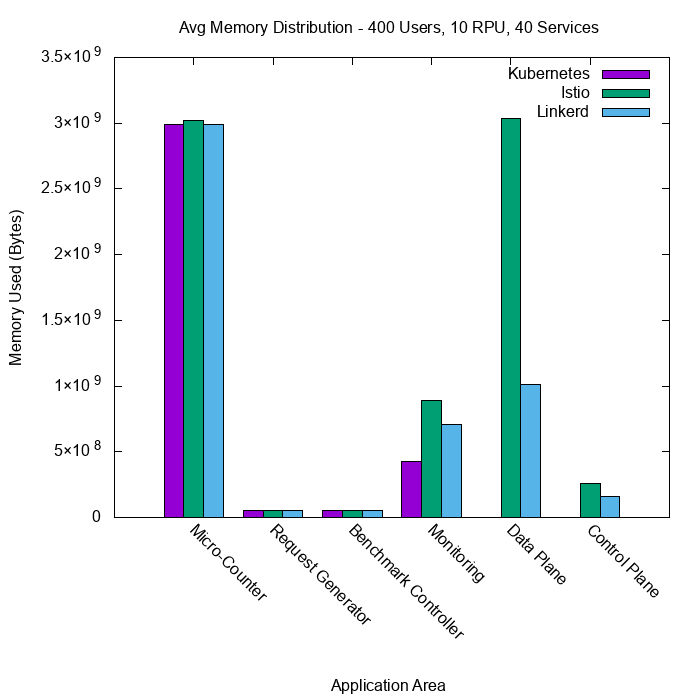 Avg Memory Distribution - 400 Users, 10 RPU, 40 Services
Kubernetes
Istio
Linkerd
3.5×10 9
3×10 9
2.5×10 9
2×10 9
1.5×10 9
1×10 9
5×10 8
0
Memory Used (Bytes)
Micro-Counter
Request Generator
Benchmark Controller
Monitoring
Data Plane
Control Plane
Application Area